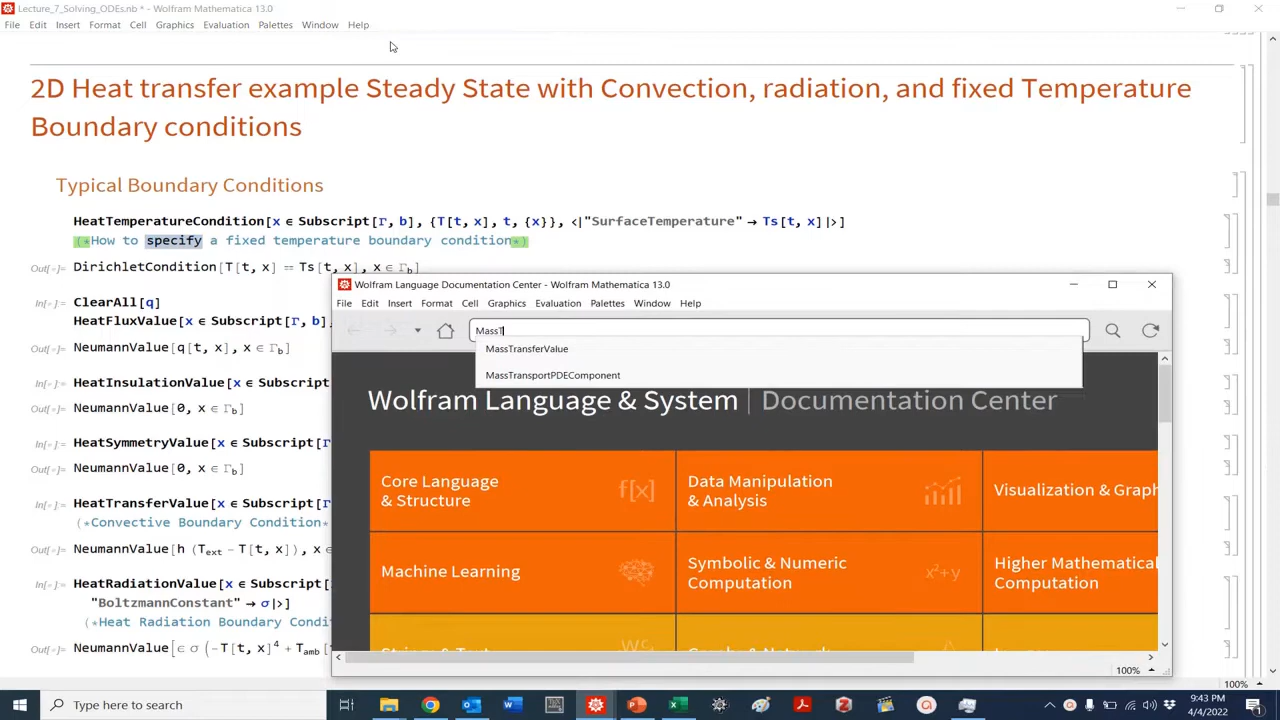 Lecture_7_Solving_ODEs.nb * - Wolfram Mathematica 13.0
File Edit Insert Format Cell Graphics Evaluation Palettes Window Help
2D Heat transfer example Steady State with Convection, radiation, and fixed Temperature
Boundary conditions
Typical Boundary Conditions
HeatTemperatureCondition[x ∈ Subscript[Γ, b], {T[t, x], t, {x}}, <|"SurfaceTemperature" → Ts[t, x]|>]
(*How to specify a fixed temperature boundary condition*)
Out[-]= DirichletCondition[T[t, x] == Ts[t, x], x ∈ Γb]
In[-]:= ClearAll[q]
HeatFluxValue[x ∈ Subscript[Γ, b],
Out[-]= NeumannValue[q[t, x], x ∈ Γb]
In[-]:= HeatInsulationValue[x ∈
Out[-]= NeumannValue[0, x ∈ Γb]
In[-]:= HeatSymmetryValue[x ∈ Subscript[Γ
Out[-]= NeumannValue[0, x ∈ Γb]
In[-]:= HeatTransferValue[x ∈ Subscript[Γ
(*Convective Boundary Condition*
Out[-]= NeumannValue[h (Text - T[t, x]), x ∈
In[-]:= HeatRadiationValue[x ∈ Subscript[
"BoltzmannConstant" → σ|>]
(*Heat Radiation Boundary Condi
Out[-]= NeumannValue[∈ σ (-T[t, x]4 + Tamb[
Wolfram Language Documentation Center - Wolfram Mathematica 13.0
File Edit Insert Format Cell Graphics Evaluation Palettes Window Help
MassT
MassTransferValue
MassTransportPDEComponent
Wolfram Language & System | Documentation Center
Core Language
& Structure
f[x]
Data Manipulation
& Analysis
Visualization & Graph
Machine Learning
Symbolic & Numeric
Computation
x²+y
Higher Mathematical
Computation
100%
100%
Type here to search
9:43 PM
4/4/2022